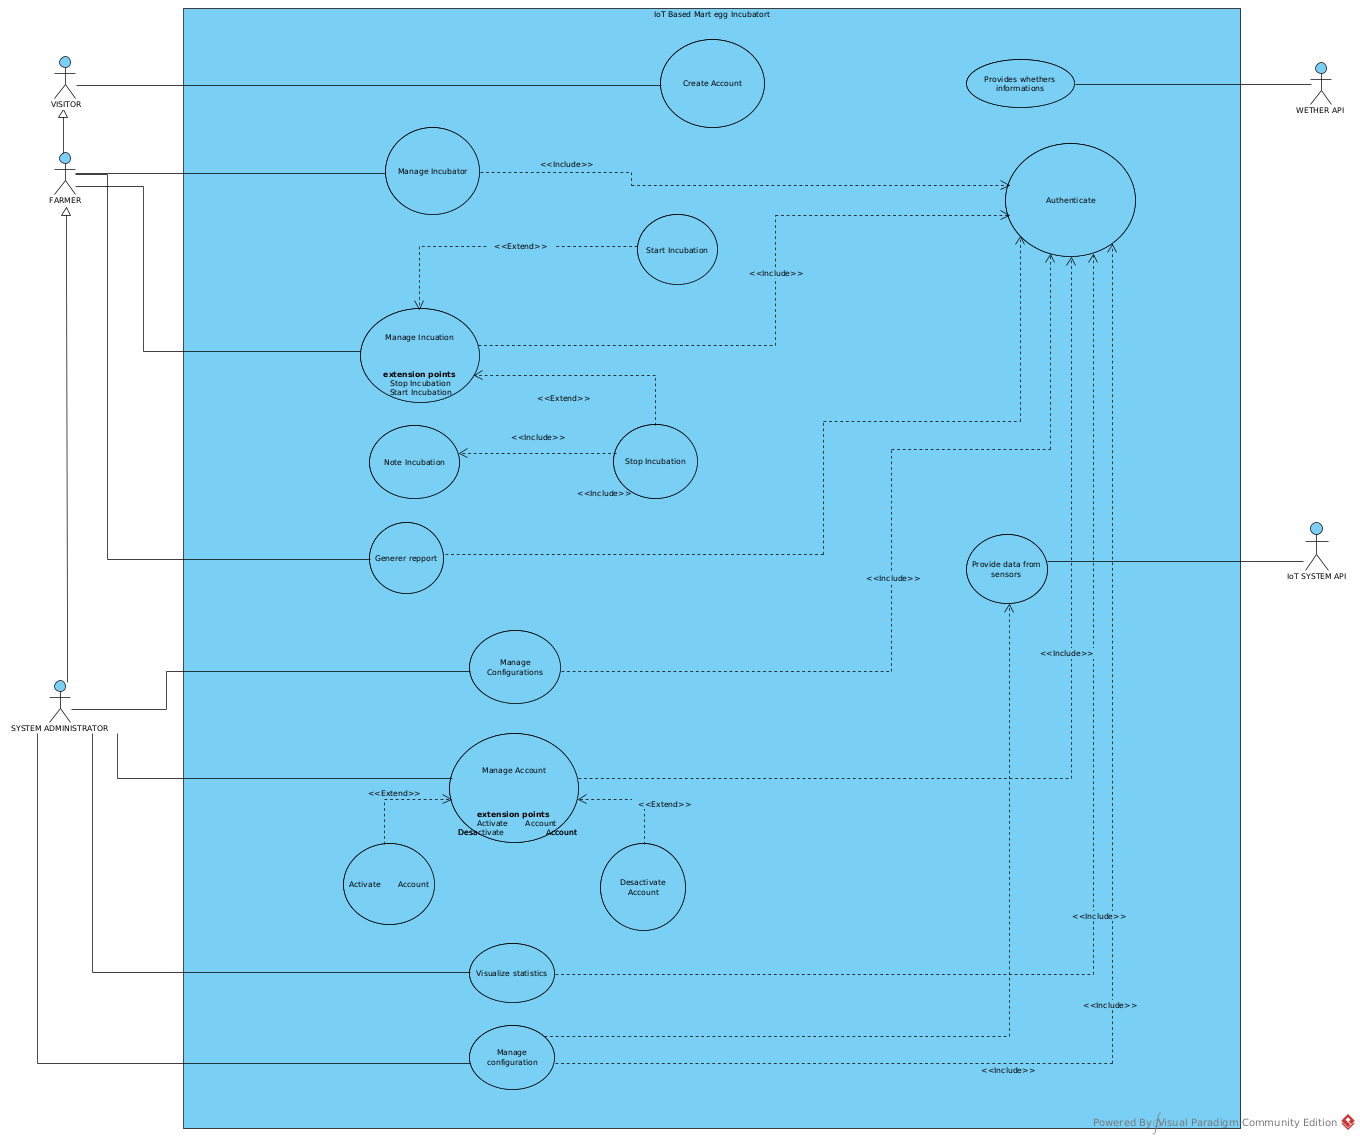 IoT Based Mart egg Incubatort
VISITOR
Create Account
Provides whethers
informations
WETHER API
FARMER
Manage Incubator
<<Include>>
Authenticate
Start Incubation
<<Extend>>
<<Include>>
Manage Incuation
extension points
Stop Incubation
Start Incubation
<<Extend>>
<<Include>>
Note Incubation
Stop Incubation
<<Include>>
Generer repport
Provide data from
sensors
IoT SYSTEM API
<<Include>>
Manage
Configurations
<<Include>>
SYSTEM ADMINISTRATOR
Manage Account
<<Extend>>
<<Extend>>
extension points
Activate Account
Desactivate Account
Activate Account
Desactivate
Account
<<Include>>
Visualize statistics
<<Include>>
Manage
configuration
<<Include>>
Powered By Visual Paradigm Community Edition